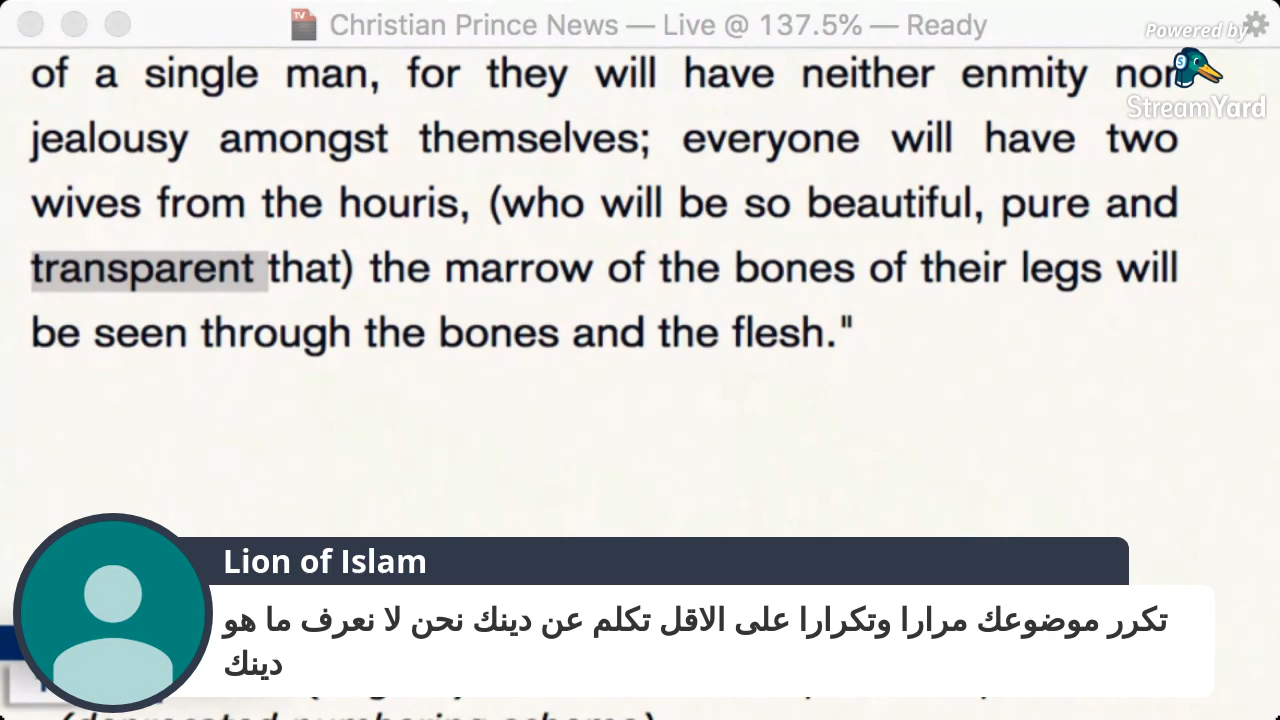 Christian Prince News — Live @ 137.5% — Ready
Powered by
StreamYard
of a single man, for they will have neither enmity nor
jealousy amongst themselves; everyone will have two
wives from the houris, (who will be so beautiful, pure and
transparent that) the marrow of the bones of their legs will
be seen through the bones and the flesh."
Lion of Islam
تكرر موضوعك مرارا وتكرارا على الاقل تكلم عن دينك نحن لا نعرف ما هو
دينك
(deprecated numbering scheme)